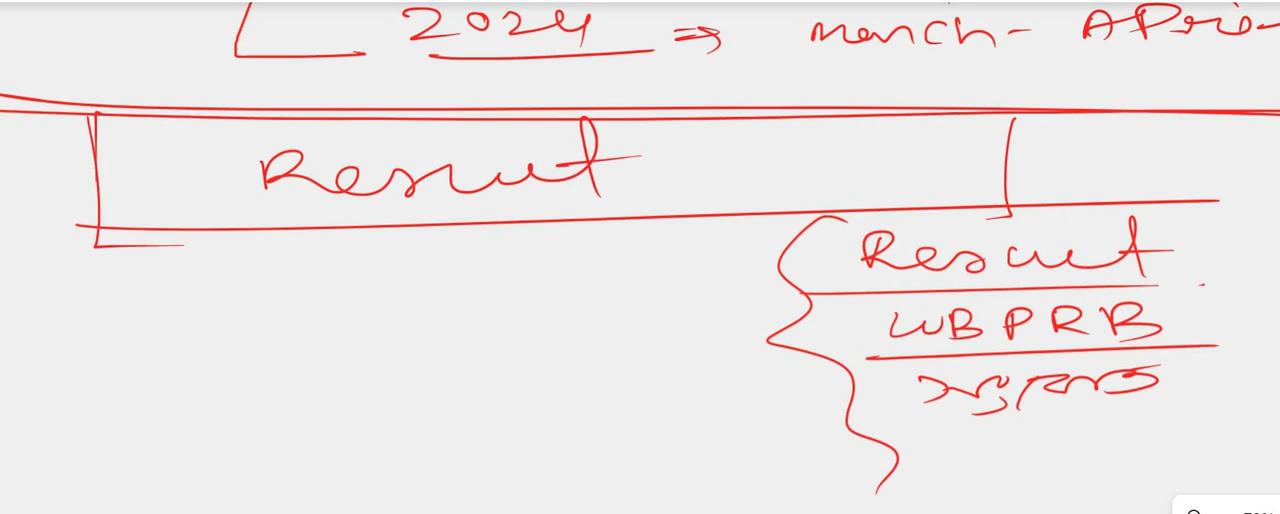 2024 ⇒ March - Apri
Result
Result
WBPRB